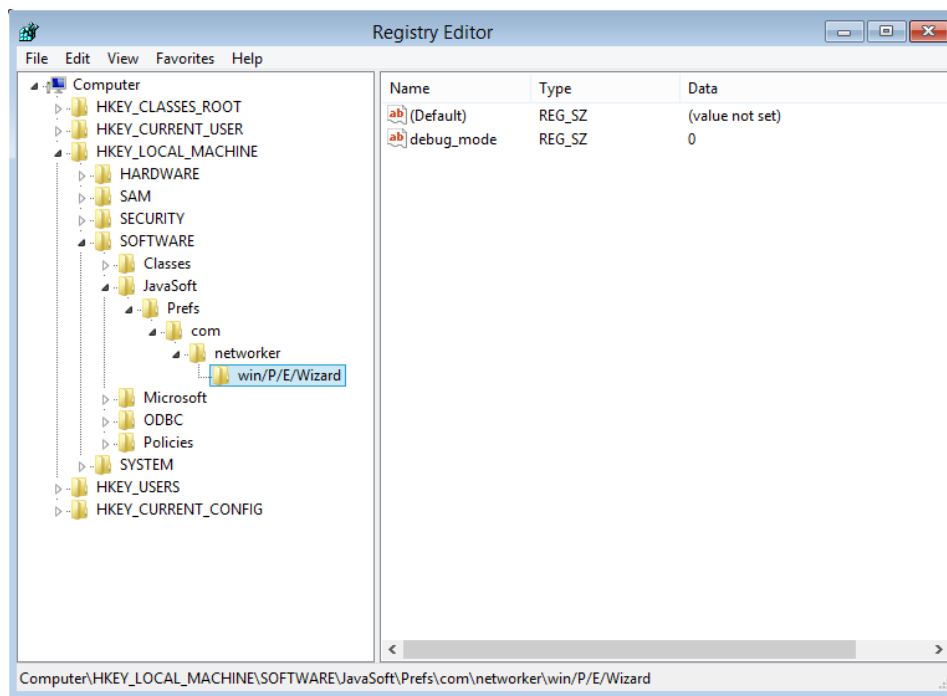 Registry Editor
File Edit View Favorites Help
Computer
HKEY_CLASSES_ROOT
HKEY_CURRENT_USER
HKEY_LOCAL_MACHINE
HARDWARE
SAM
SECURITY
SOFTWARE
Classes
JavaSoft
Prefs
com
networker
win/P/E/Wizard
Microsoft
ODBC
Policies
SYSTEM
HKEY_USERS
HKEY_CURRENT_CONFIG
Name Type Data
ab (Default) REG_SZ (value not set)
ab debug_mode REG_SZ 0
Computer\HKEY_LOCAL_MACHINE\SOFTWARE\JavaSoft\Prefs\com\networker\win/P/E/Wizard